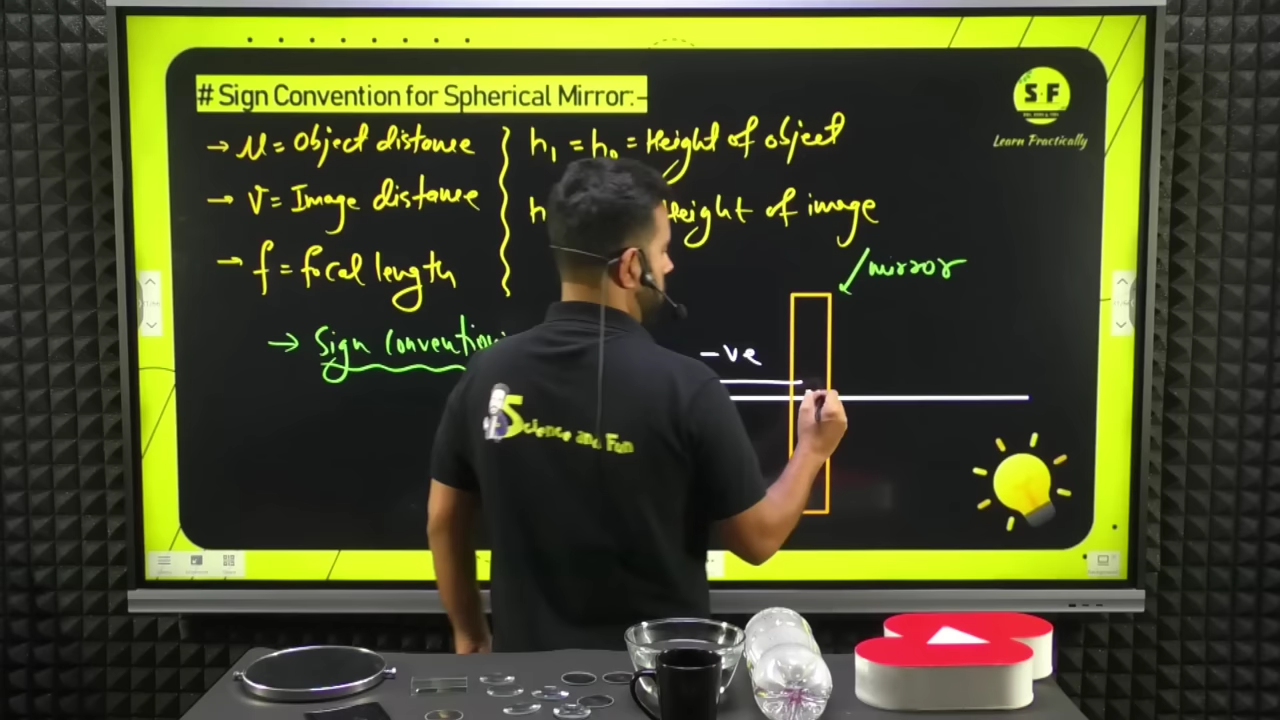 # Sign Convention for Spherical Mirror:-
S F
Learn Practically
→ u = Object distance
h₁ = h₀ = Height of object
→ V = Image distance
h Height of image
→ f = focal length
mirror
→ Sign Convention
-ve
Science and Fun